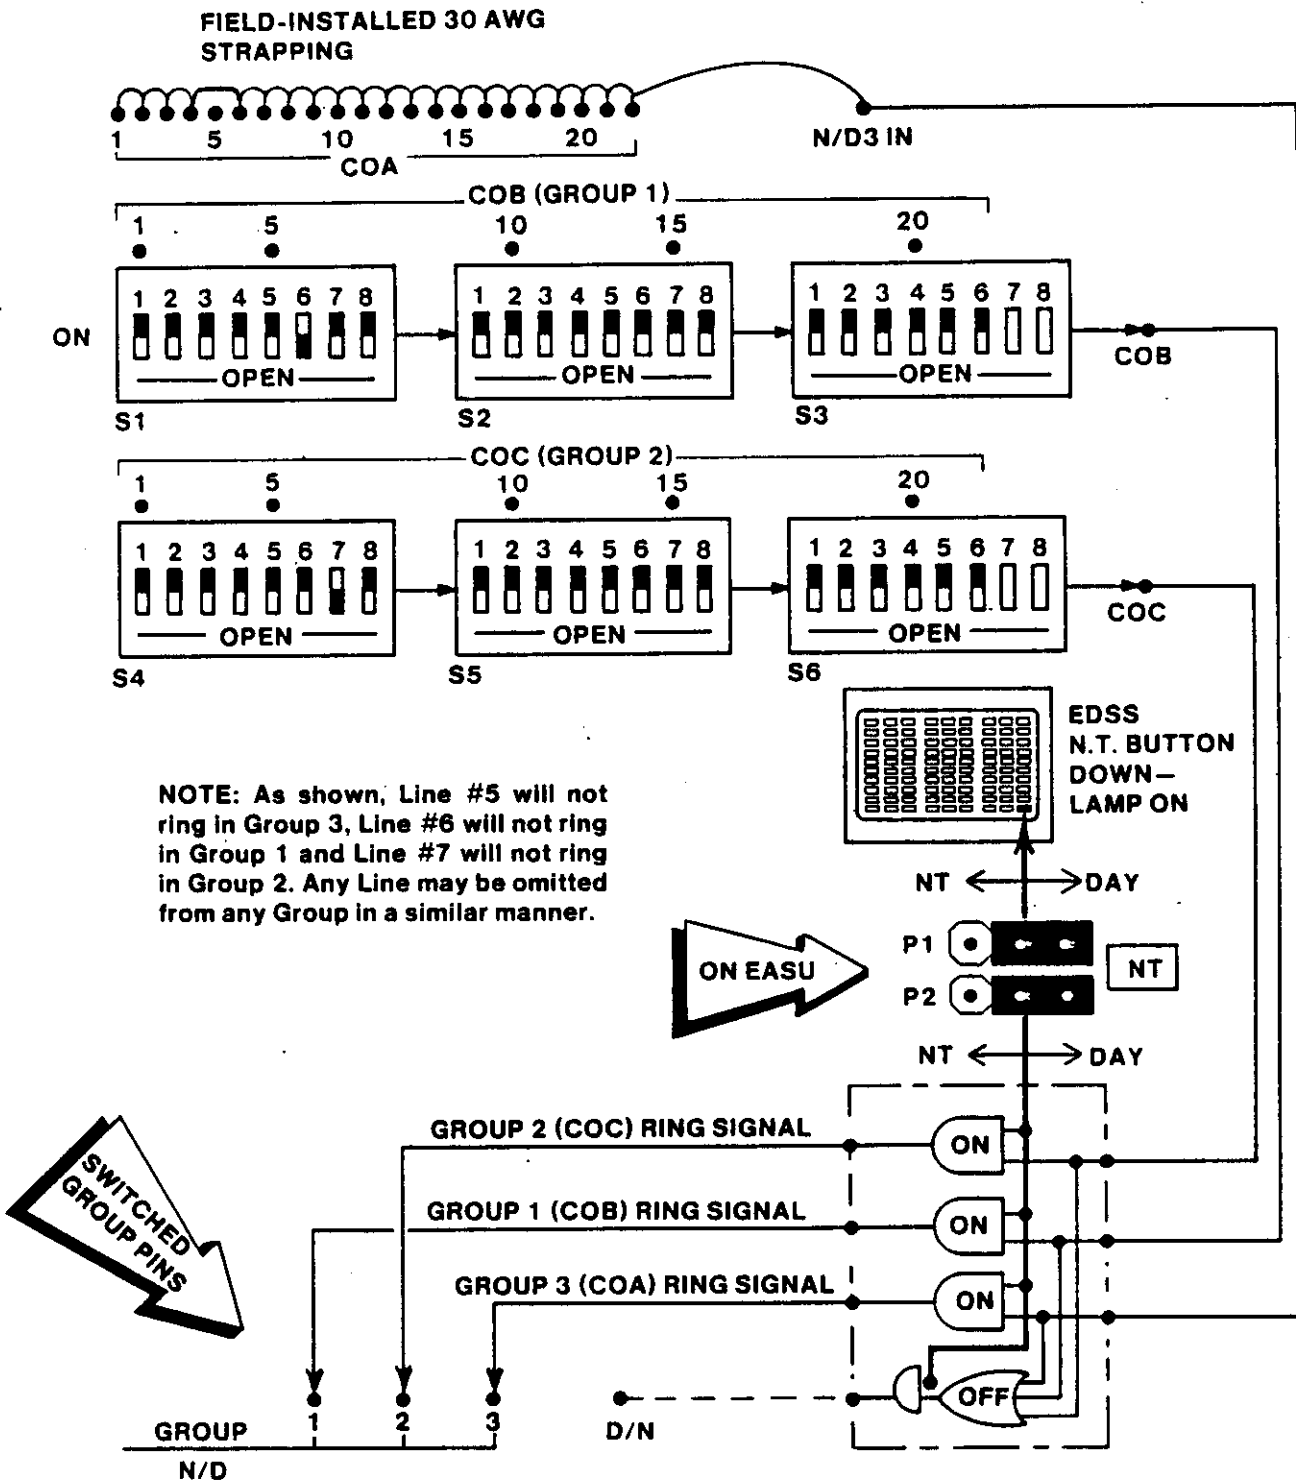 FIELD-INSTALLED 30 AWG
STRAPPING
1 5 10 15 20
COA
N/D3 IN
COB (GROUP 1)
1 5 10 15 20
ON
1 2 3 4 5 6 7 8
OPEN
S1
1 2 3 4 5 6 7 8
OPEN
S2
1 2 3 4 5 6 7 8
OPEN
S3
COB
COC (GROUP 2)
1 5 10 15 20
1 2 3 4 5 6 7 8
OPEN
S4
1 2 3 4 5 6 7 8
OPEN
S5
1 2 3 4 5 6 7 8
OPEN
S6
COC
EDSS
N.T. BUTTON
DOWN—
LAMP ON
NOTE: As shown, Line #5 will not
ring in Group 3, Line #6 will not ring
in Group 1 and Line #7 will not ring
in Group 2. Any Line may be omitted
from any Group in a similar manner.
NT DAY
ON EASU
P1
NT
P2
NT DAY
GROUP 2 (COC) RING SIGNAL
ON
SWITCHED
GROUP PINS
GROUP 1 (COB) RING SIGNAL
ON
GROUP 3 (COA) RING SIGNAL
ON
OFF
1 2 3
D/N
GROUP
N/D